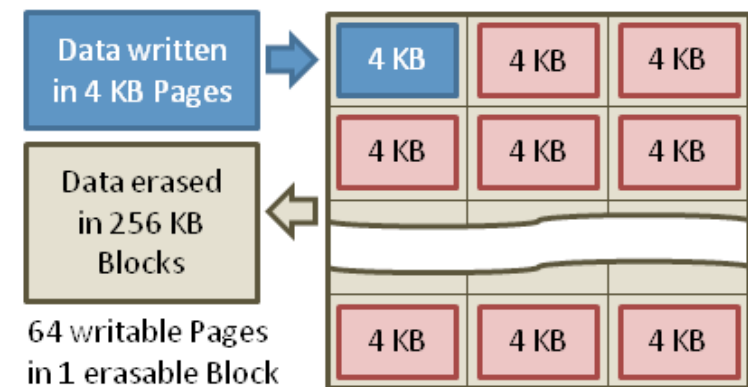 Data written
in 4 KB Pages
4 KB
4 KB
4 KB
4 KB
4 KB
4 KB
Data erased
in 256 KB
Blocks
64 writable Pages
in 1 erasable Block
4 KB
4 KB
4 KB